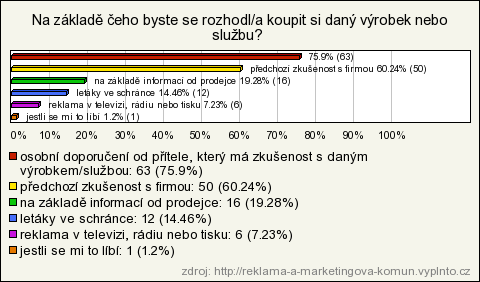 Na základě čeho byste se rozhodl/a koupit si daný výrobek nebo
službu?
75.9% (63)
předchozí zkušenost s firmou 60.24% (50)
na základě informací od prodejce 19.28% (16)
letáky ve schránce 14.46% (12)
reklama v televizi, rádiu nebo tisku 7.23% (6)
jestli se mi to líbí 1.2% (1)
0% 10% 20% 30% 40% 50% 60% 70% 80% 90% 100%
osobní doporučení od přítele, který má zkušenost s daným
výrobkem/službou: 63 (75.9%)
předchozí zkušenost s firmou: 50 (60.24%)
na základě informací od prodejce: 16 (19.28%)
letáky ve schránce: 12 (14.46%)
reklama v televizi, rádiu nebo tisku: 6 (7.23%)
jestli se mi to líbí: 1 (1.2%)
zdroj: http://reklama-a-marketingova-komun.vyplnto.cz